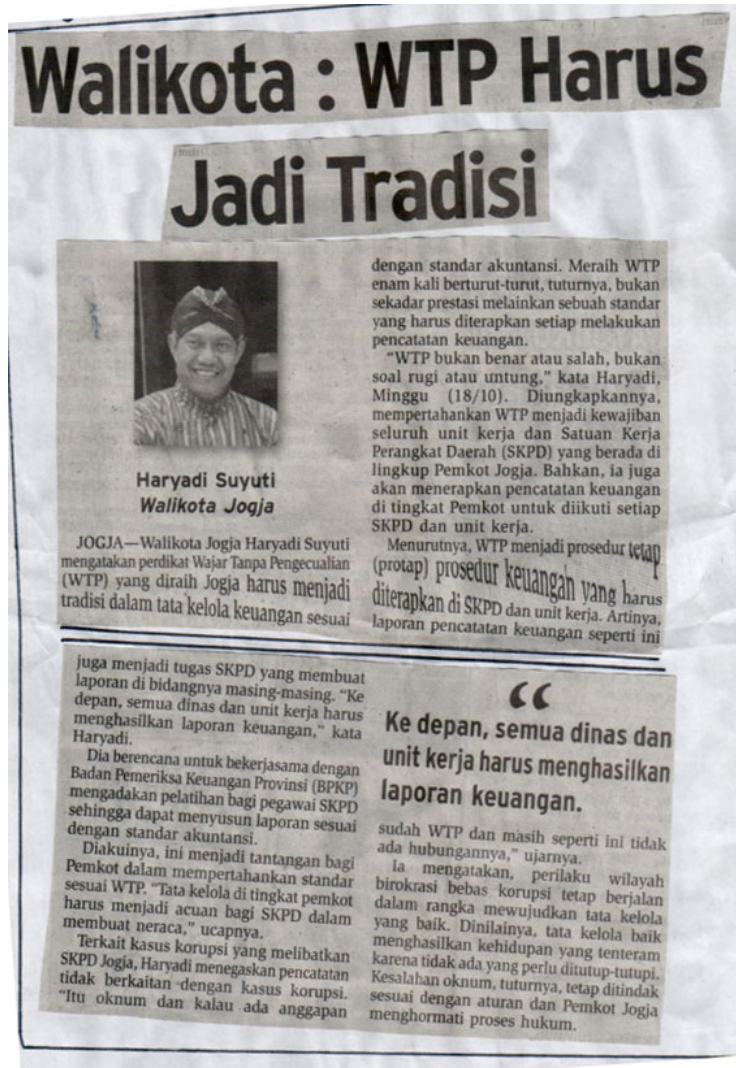 Walikota : WTP Harus
Jadi Tradisi
Haryadi Suyuti
Walikota Jogja
JOGJA—Walikota Jogja Haryadi Suyuti
mengatakan perdikat Wajar Tanpa Pengecualian
(WTP) yang diraih Jogja harus menjadi
tradisi dalam tata kelola keuangan sesuai
dengan standar akuntansi. Meraih WTP
enam kali berturut-turut, tuturnya, bukan
sekadar prestasi melainkan sebuah standar
yang harus diterapkan setiap melakukan
pencatatan keuangan.
“WTP bukan benar atau salah, bukan
soal rugi atau untung,” kata Haryadi,
Minggu (18/10). Diungkapkannya,
mempertahankan WTP menjadi kewajiban
seluruh unit kerja dan Satuan Kerja
Perangkat Daerah (SKPD) yang berada di
lingkup Pemkot Jogja. Bahkan, ia juga
akan menerapkan pencatatan keuangan
di tingkat Pemkot untuk diikuti setiap
SKPD dan unit kerja.
Menurutnya, WTP menjadi prosedur tetap
(protap) prosedur keuangan yang harus
diterapkan di SKPD dan unit kerja. Artinya,
laporan pencatatan keuangan seperti ini
juga menjadi tugas SKPD yang membuat
laporan di bidangnya masing-masing. “Ke
depan, semua dinas dan unit kerja harus
menghasilkan laporan keuangan,” kata
Haryadi.
Dia berencana untuk bekerjasama dengan
Badan Pemeriksa Keuangan Provinsi (BPKP)
mengadakan pelatihan bagi pegawai SKPD
sehingga dapat menyusun laporan sesuai
dengan standar akuntansi.
Diakuinya, ini menjadi tantangan bagi
Pemkot dalam mempertahankan standar
sesuai WTP. “Tata kelola di tingkat pemkot
harus menjadi acuan bagi SKPD dalam
membuat neraca,” ucapnya.
Terkait kasus korupsi yang melibatkan
SKPD Jogja, Haryadi menegaskan pencatatan
tidak berkaitan dengan kasus korupsi.
“Itu oknum dan kalau ada anggapan
“
Ke depan, semua dinas dan
unit kerja harus menghasilkan
laporan keuangan.
sudah WTP dan masih seperti ini tidak
ada hubungannya,” ujarnya.
Ia mengatakan, perilaku wilayah
birokrasi bebas korupsi tetap berjalan
dalam rangka mewujudkan tata kelola
yang baik. Dinilainya, tata kelola baik
menghasilkan kehidupan yang tenteram
karena tidak ada yang perlu ditutup-tutupi.
Kesalahan oknum, tuturnya, tetap ditindak
sesuai dengan aturan dan Pemkot Jogja
menghormati proses hukum.